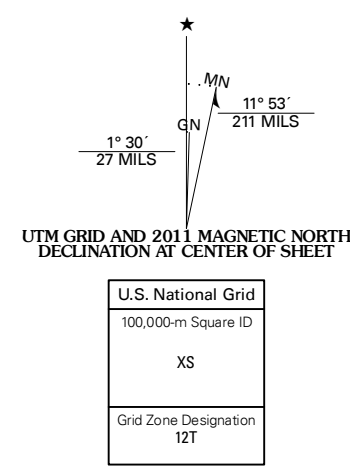 ★
MN
11° 53´
211 MILS
GN
1° 30´
27 MILS
UTM GRID AND 2011 MAGNETIC NORTH
DECLINATION AT CENTER OF SHEET
U.S. National Grid
100,000-m Square ID
XS
Grid Zone Designation
12T